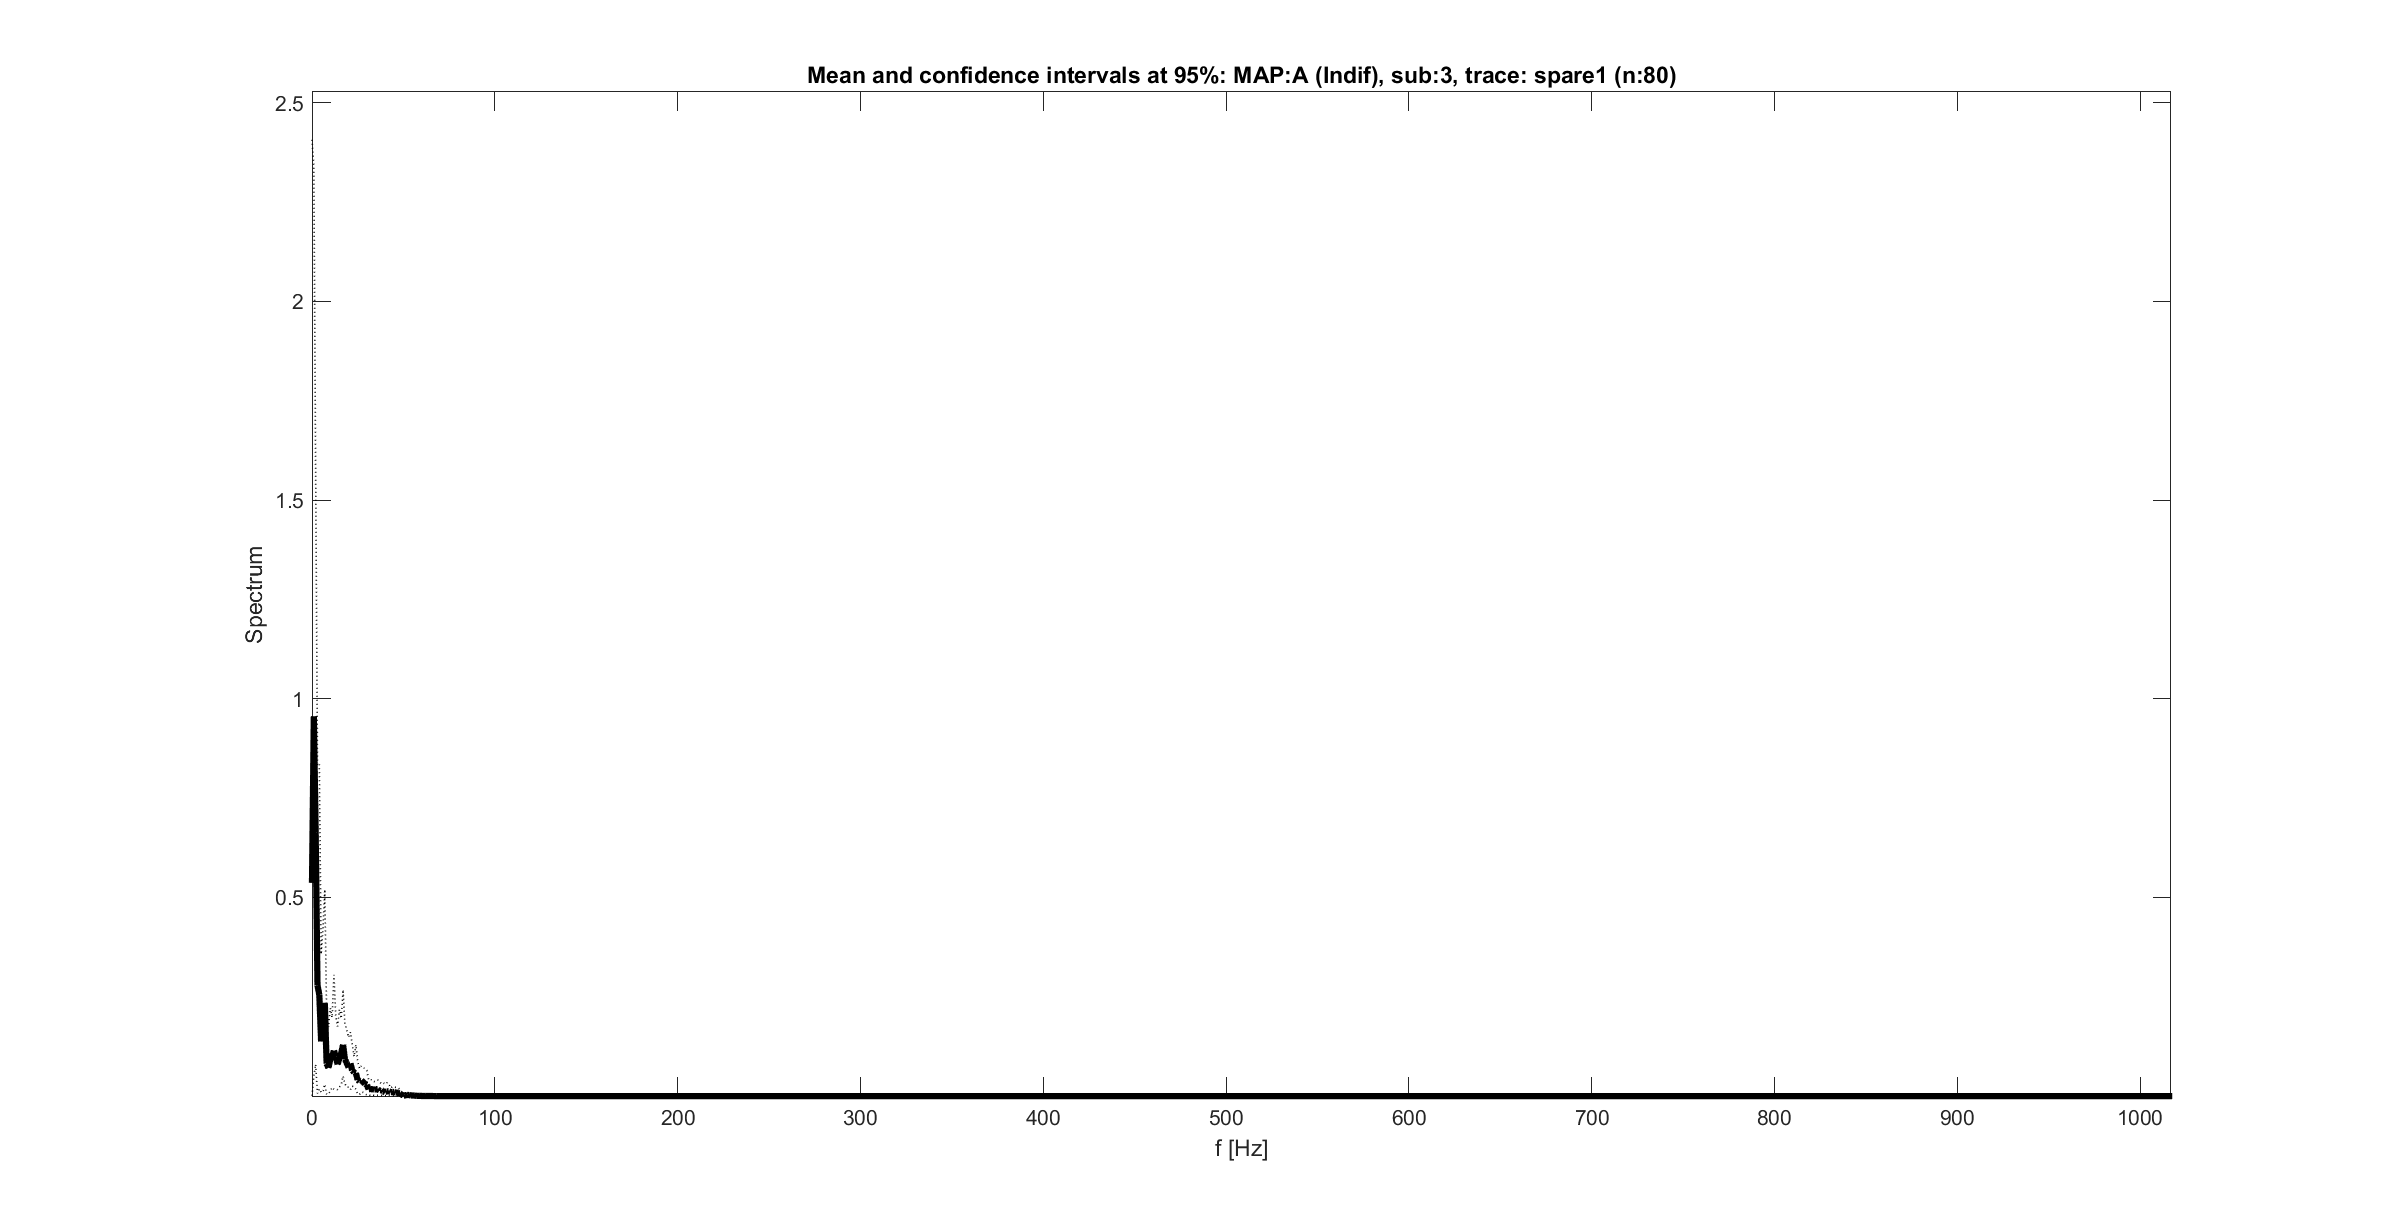 Mean and confidence intervals at 95%: MAP:A (Indif), sub:3, trace: spare1 (n:80)
2.5
2
1.5
1
0.5
Spectrum
0 100 200 300 400 500 600 700 800 900 1000
f [Hz]